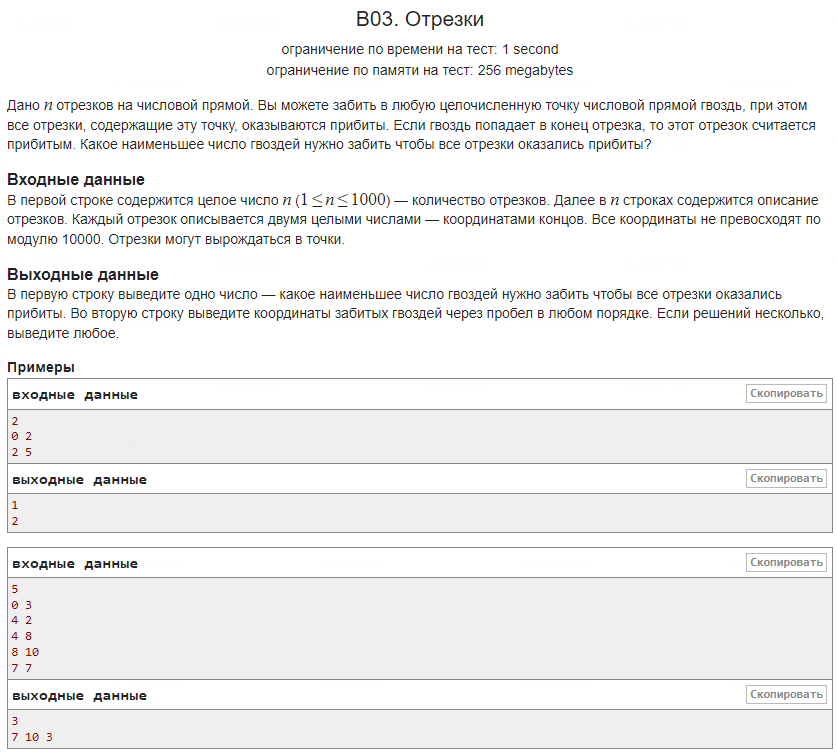 B03. Отрезки
ограничение по времени на тест: 1 second
ограничение по памяти на тест: 256 megabytes
Дано n отрезков на числовой прямой. Вы можете забить в любую целочисленную точку числовой прямой гвоздь, при этом
все отрезки, содержащие эту точку, оказываются прибиты. Если гвоздь попадает в конец отрезка, то этот отрезок считается
прибитым. Какое наименьшее число гвоздей нужно забить чтобы все отрезки оказались прибиты?
Входные данные
В первой строке содержится целое число n (1 ≤ n ≤ 1000) — количество отрезков. Далее в n строках содержится описание
отрезков. Каждый отрезок описывается двумя целыми числами — координатами концов. Все координаты не превосходят по
модулю 10000. Отрезки могут вырождаться в точки.
Выходные данные
В первую строку выведите одно число — какое наименьшее число гвоздей нужно забить чтобы все отрезки оказались
прибиты. Во вторую строку выведите координаты забитых гвоздей через пробел в любом порядке. Если решений несколько,
выведите любое.
Примеры
входные данные Скопировать
2
0 2
2 5
выходные данные Скопировать
1
2
входные данные Скопировать
5
0 3
4 2
4 8
8 10
7 7
выходные данные Скопировать
3
7 10 3